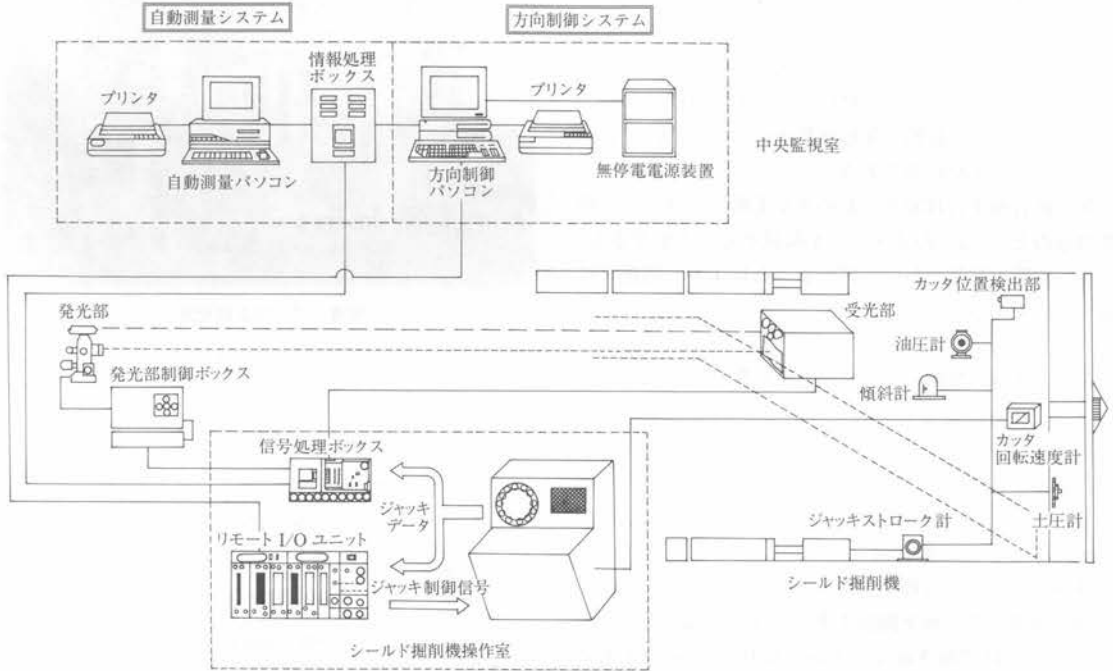 自動測量システム
方向制御システム
情報処理
ボックス
プリンタ
プリンタ
自動測量パソコン
方向制御
パソコン
無停電電源装置
中央監視室
発光部
受光部
カッタ位置検出部
油圧計
発光部制御ボックス
傾斜計
信号処理ボックス
カッタ
回転速度計
ジャッキ
データ
ジャッキストローク計
土圧計
リモート I/O ユニット
ジャッキ制御信号
シールド掘削機
シールド掘削機操作室